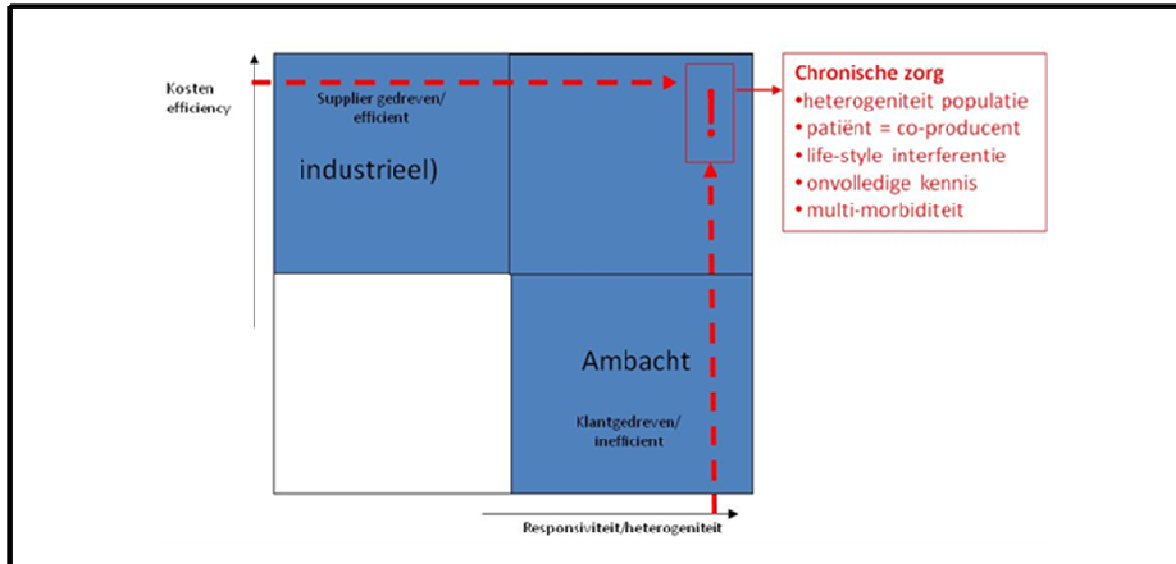 Kosten
efficiency
Supplier gedreven/
efficient
industrieel)
!
Chronische zorg
•heterogeniteit populatie
•patiënt = co-producent
•life-style interferentie
•onvolledige kennis
•multi-morbiditeit
Ambacht
Klantgedreven/
inefficient
Responsiviteit/heterogeniteit